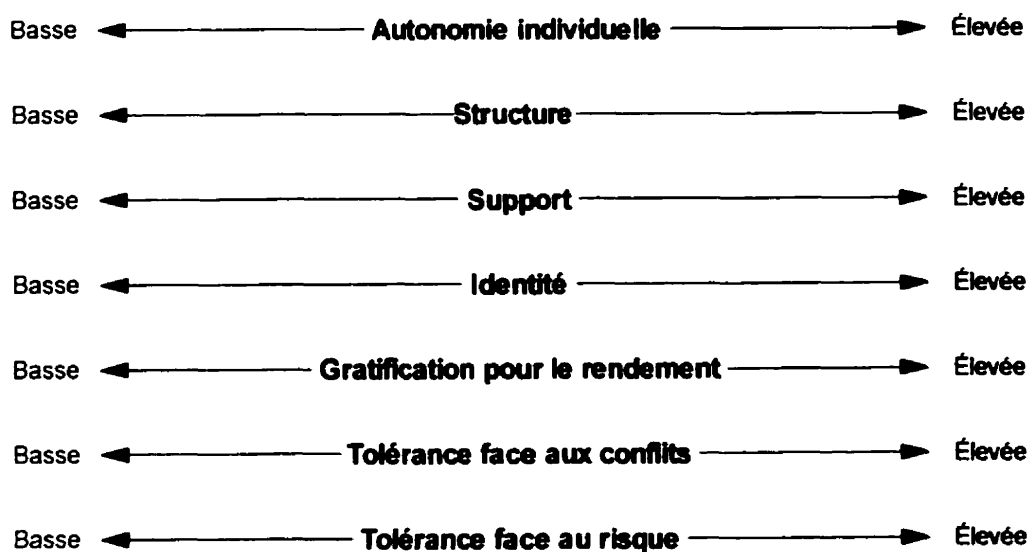 Basse Autonomie individuelle Élevée
Basse Structure Élevée
Basse Support Élevée
Basse Identité Élevée
Basse Gratification pour le rendement Élevée
Basse Tolérance face aux conflits Élevée
Basse Tolérance face au risque Élevée